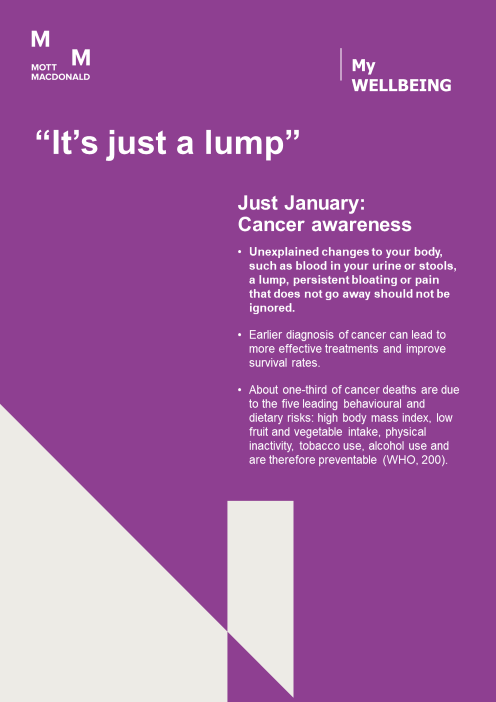 M
M
MOTT
MACDONALD
My
WELLBEING
“It’s just a lump”
Just January:
Cancer awareness
• Unexplained changes to your body,
such as blood in your urine or stools,
a lump, persistent bloating or pain
that does not go away should not be
ignored.
• Earlier diagnosis of cancer can lead to
more effective treatments and improve
survival rates.
• About one-third of cancer deaths are due
to the five leading behavioural and
dietary risks: high body mass index, low
fruit and vegetable intake, physical
inactivity, tobacco use, alcohol use and
are therefore preventable (WHO, 200).